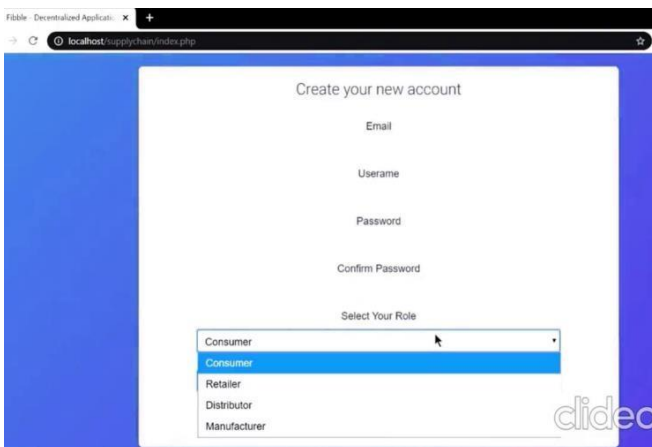 Fibble - Decentralized Applicati
localhost/supplychain/index.php
Create your new account
Email
Userame
Password
Confirm Password
Select Your Role
Consumer
Consumer
Retailer
Distributor
Manufacturer
clideo